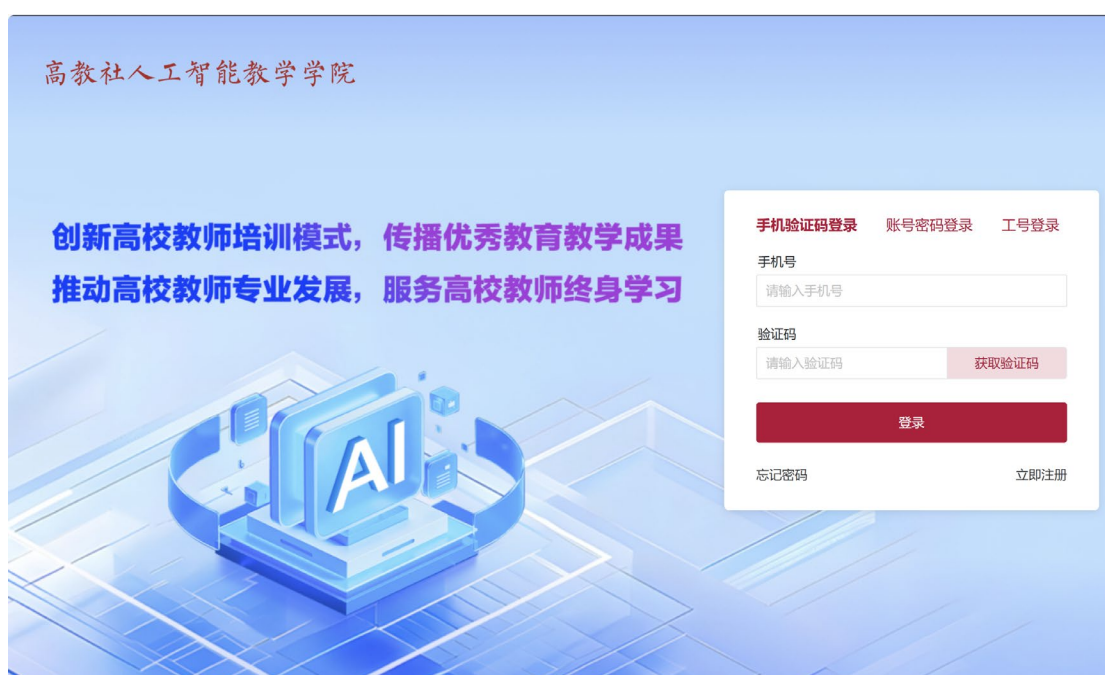 高教社人工智能教学学院
创新高校教师培训模式，传播优秀教育教学成果
推动高校教师专业发展，服务高校教师终身学习
手机验证码登录 账号密码登录 工号登录
手机号
请输入手机号
验证码
请输入验证码 获取验证码
登录
忘记密码 立即注册
AI